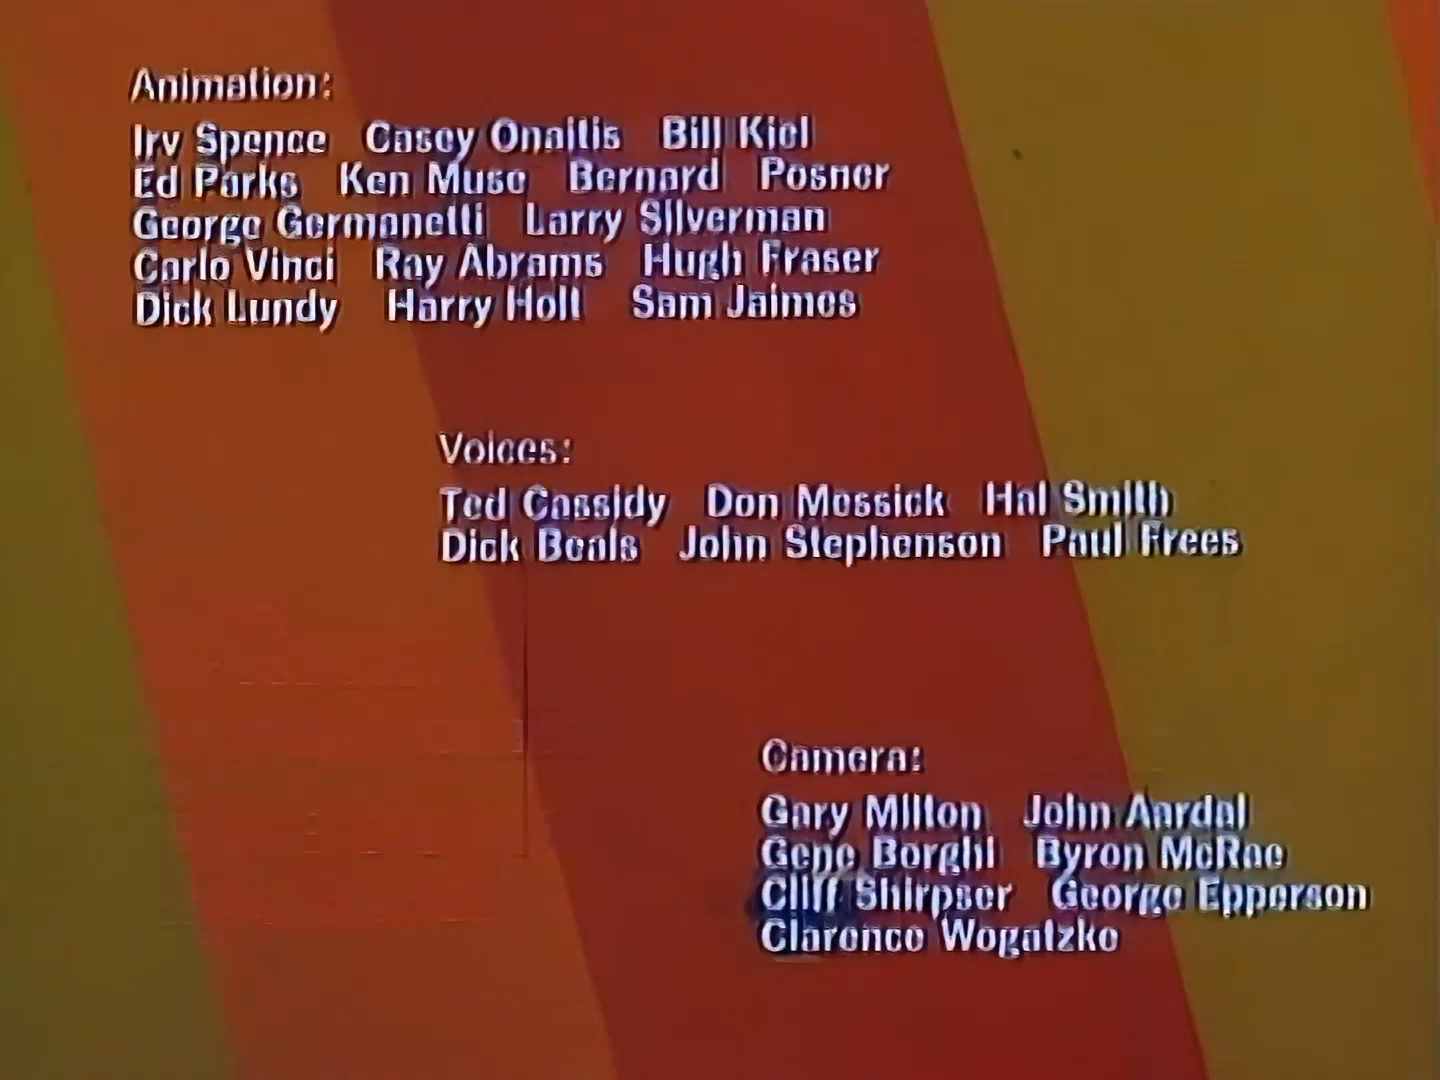 Animation:
Irv Spence Casey Onaitis Bill Kiel
Ed Parks Ken Muse Bernard Posner
George Germanetti Larry Silverman
Carlo Vinci Ray Abrams Hugh Fraser
Dick Lundy Harry Holt Sam Jaimes
Voices:
Ted Cassidy Don Messick Hal Smith
Dick Beals John Stephenson Paul Frees
Camera:
Gary Milton John Aardal
Gene Borghi Byron McRae
Cliff Shirpser George Epperson
Clarence Wogatzke